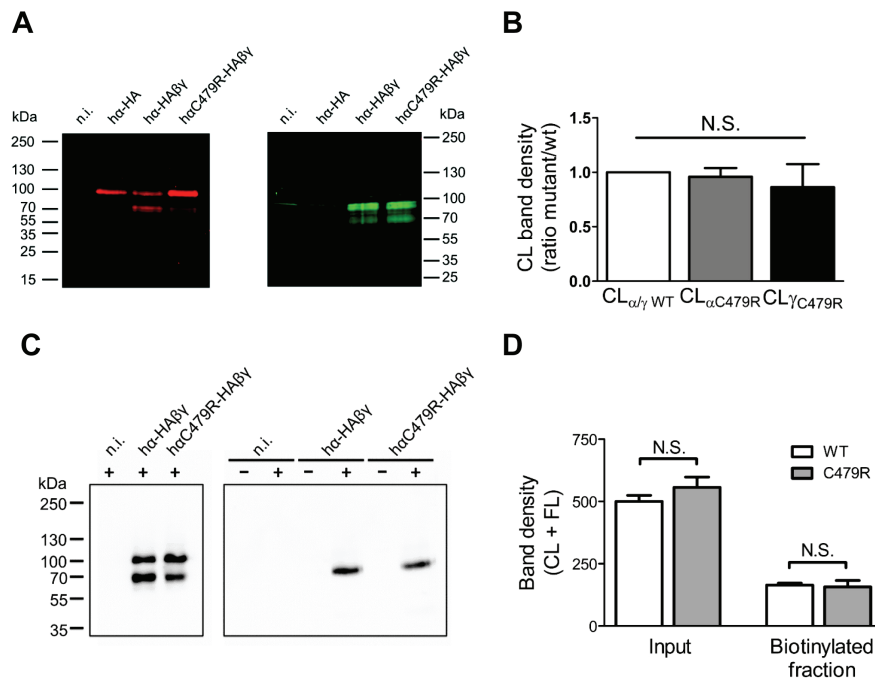 A
n.i.
hα-HA
hα-HAβγ
hαC479R-HAβγ
kDa
250
130
100
70
55
35
25
15
n.i.
hα-HA
hα-HAβγ
hαC479R-HAβγ
kDa
250
130
100
70
55
35
25
B
CL band density
(ratio mutant/wt)
1.5
1.0
0.5
0.0
N.S.
CLα/γ WT
CLαC479R
CLγC479R
C
n.i.
hα-HAβγ
hαC479R-HAβγ
+ + +
kDa
250
130
100
70
55
35
n.i.
hα-HAβγ
hαC479R-HAβγ
– + – + – +
D
Band density
(CL + FL)
750
500
250
0
N.S.
N.S.
WT
C479R
Input
Biotinylated
fraction